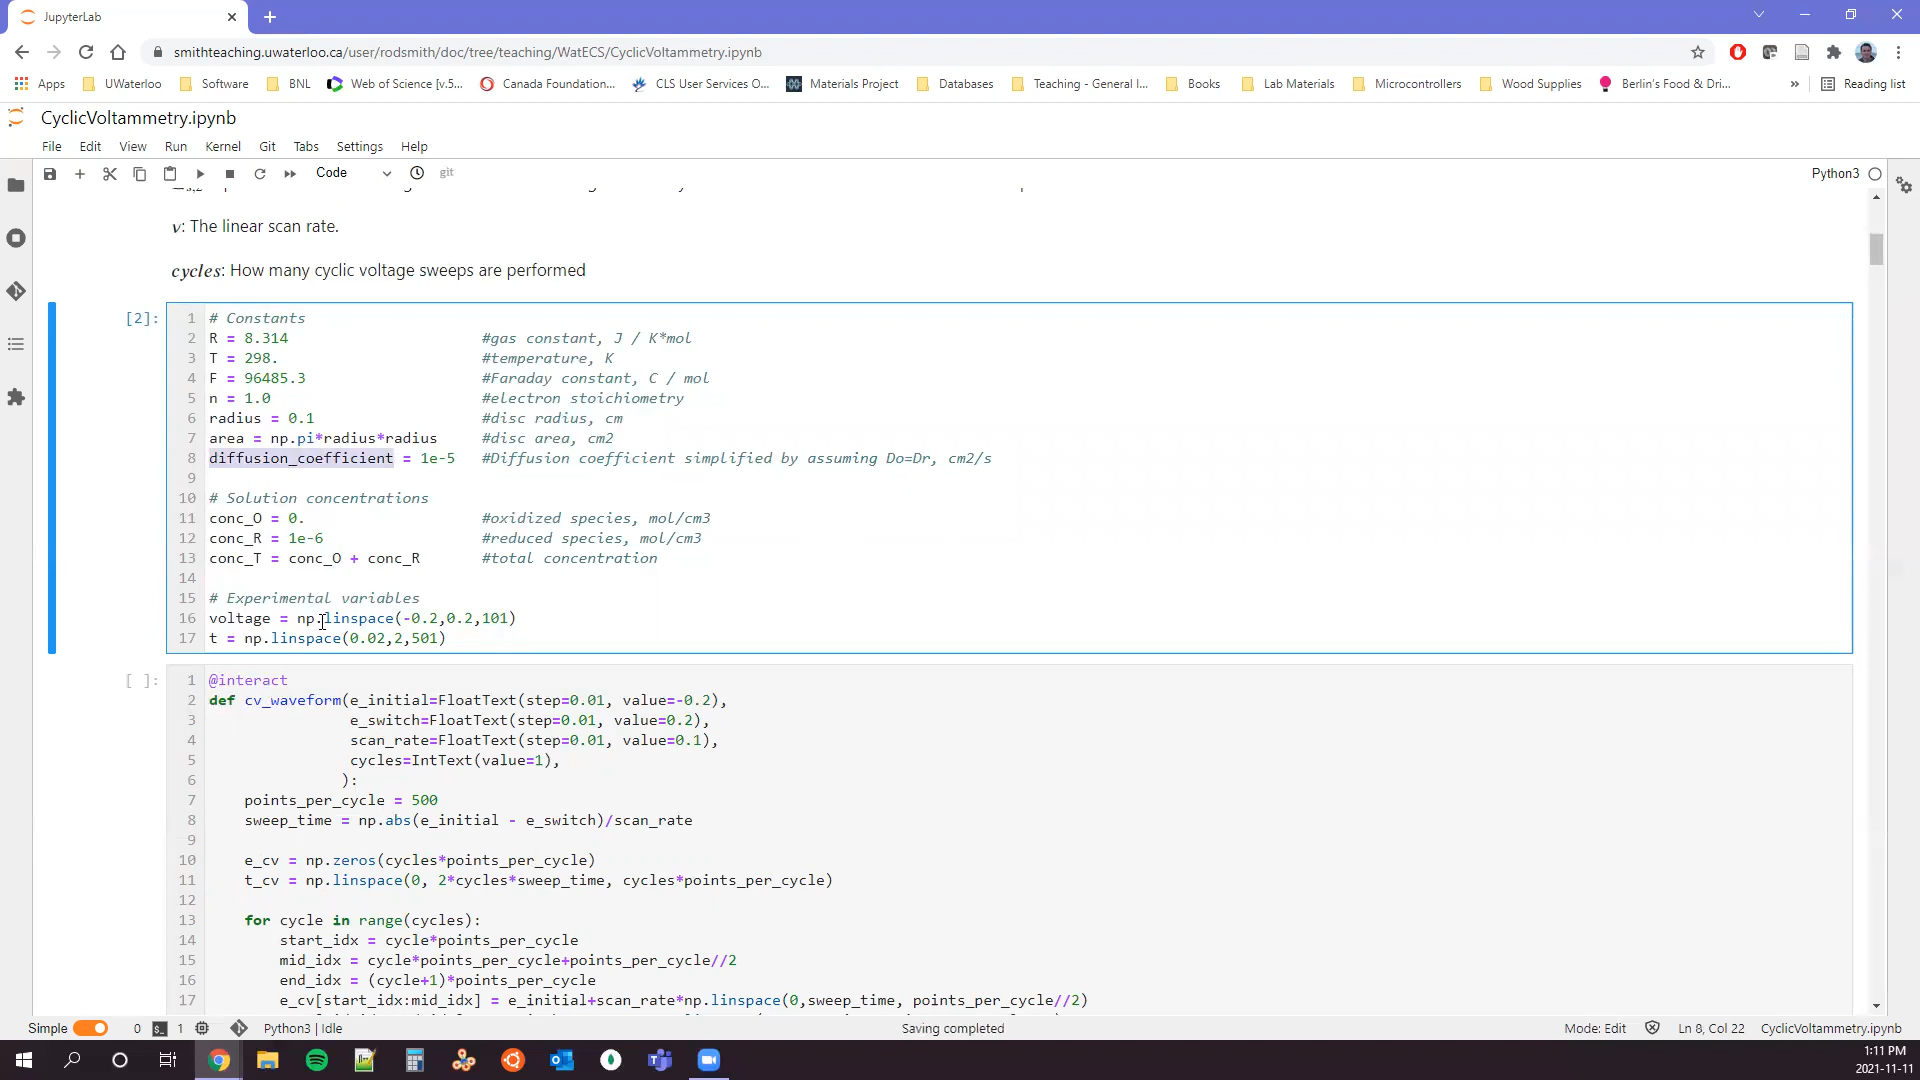 JupyterLab
smithteaching.uwaterloo.ca/user/rodsmith/doc/tree/teaching/WatECS/CyclicVoltammetry.ipynb
Apps UWaterloo Software BNL Web of Science [v.5... Canada Foundation... CLS User Services O... Materials Project Databases Teaching - General I... Books Lab Materials Microcontrollers Wood Supplies Berlin's Food & Dri... » Reading list
CyclicVoltammetry.ipynb
File Edit View Run Kernel Git Tabs Settings Help
Code git Python3
ν: The linear scan rate.
cycles: How many cyclic voltage sweeps are performed
[2]: 1 # Constants
2 R = 8.314 #gas constant, J / K*mol
3 T = 298. #temperature, K
4 F = 96485.3 #Faraday constant, C / mol
5 n = 1.0 #electron stoichiometry
6 radius = 0.1 #disc radius, cm
7 area = np.pi*radius*radius #disc area, cm2
8 diffusion_coefficient = 1e-5 #Diffusion coefficient simplified by assuming Do=Dr, cm2/s
9
10 # Solution concentrations
11 conc_O = 0. #oxidized species, mol/cm3
12 conc_R = 1e-6 #reduced species, mol/cm3
13 conc_T = conc_O + conc_R #total concentration
14
15 # Experimental variables
16 voltage = np.linspace(-0.2,0.2,101)
17 t = np.linspace(0.02,2,501)
[ ]: 1 @interact
2 def cv_waveform(e_initial=FloatText(step=0.01, value=-0.2),
3 e_switch=FloatText(step=0.01, value=0.2),
4 scan_rate=FloatText(step=0.01, value=0.1),
5 cycles=IntText(value=1),
6 ):
7 points_per_cycle = 500
8 sweep_time = np.abs(e_initial - e_switch)/scan_rate
9
10 e_cv = np.zeros(cycles*points_per_cycle)
11 t_cv = np.linspace(0, 2*cycles*sweep_time, cycles*points_per_cycle)
12
13 for cycle in range(cycles):
14 start_idx = cycle*points_per_cycle
15 mid_idx = cycle*points_per_cycle+points_per_cycle//2
16 end_idx = (cycle+1)*points_per_cycle
17 e_cv[start_idx:mid_idx] = e_initial+scan_rate*np.linspace(0,sweep_time, points_per_cycle//2)
Simple 0 1 Python3 | Idle Saving completed Mode: Edit Ln 8, Col 22 CyclicVoltammetry.ipynb
1:11 PM
2021-11-11